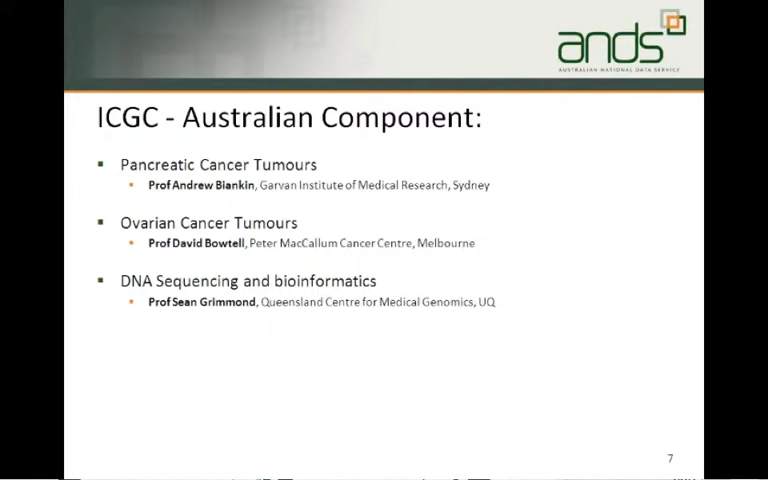 ands
AUSTRALIAN NATIONAL DATA SERVICE
ICGC - Australian Component:
Pancreatic Cancer Tumours
Prof Andrew Biankin, Garvan Institute of Medical Research, Sydney
Ovarian Cancer Tumours
Prof David Bowtell, Peter MacCallum Cancer Centre, Melbourne
DNA Sequencing and bioinformatics
Prof Sean Grimmond, Queensland Centre for Medical Genomics, UQ
7